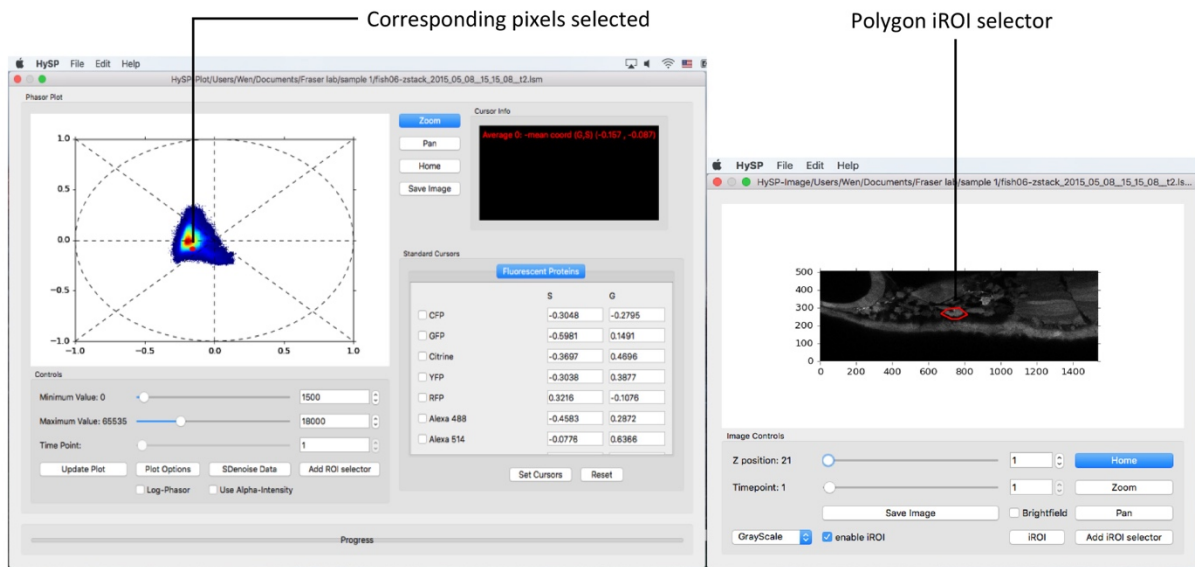 Corresponding pixels selected
Polygon iROI selector
HySP File Edit Help
HySP-Plot/Users/Wen/Documents/Fraser lab/sample 1/fish06-zstack_2015_05_08__15_15_08__t2.lsm
Phasor Plot
1.0
0.5
0.0
−0.5
−1.0
−1.0 −0.5 0.0 0.5 1.0
Zoom
Pan
Home
Save Image
Cursor Info
Average 0: -mean coord (G,S) (-0.157 , -0.087)
Standard Cursors
Fluorescent Proteins
S G
CFP -0.3048 -0.2795
GFP -0.5981 0.1491
Citrine -0.3697 0.4696
YFP -0.3038 0.3877
RFP 0.3216 -0.1076
Alexa 488 -0.4583 0.2872
Alexa 514 -0.0776 0.6366
Set Cursors Reset
Controls
Minimum Value: 0 1500
Maximum Value: 65535 18000
Time Point: 1
Update Plot Plot Options SDenoise Data Add ROI selector
Log-Phasor Use Alpha-Intensity
Progress
HySP File Edit Help
HySP-Image/Users/Wen/Documents/Fraser lab/sample 1/fish06-zstack_2015_05_08__15_15_08__t2.ls...
500
400
300
200
100
0
0 200 400 600 800 1000 1200 1400
Image Controls
Z position: 21 1 Home
Timepoint: 1 1 Zoom
Save Image Brightfield Pan
GrayScale enable iROI iROI Add iROI selector